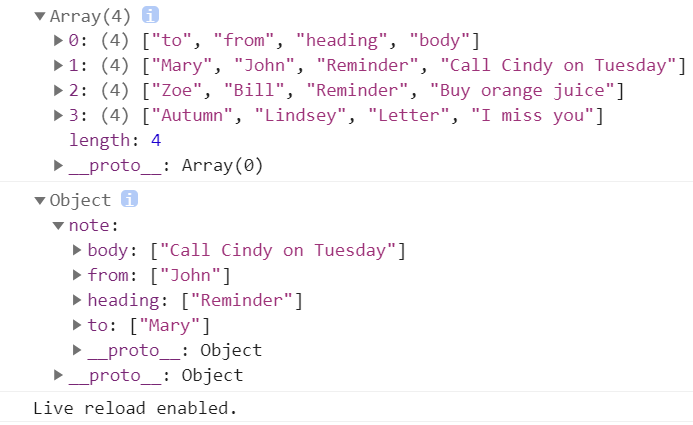 ▼Array(4) i
▶0: (4) ["to", "from", "heading", "body"]
▶1: (4) ["Mary", "John", "Reminder", "Call Cindy on Tuesday"]
▶2: (4) ["Zoe", "Bill", "Reminder", "Buy orange juice"]
▶3: (4) ["Autumn", "Lindsey", "Letter", "I miss you"]
length: 4
▶__proto__: Array(0)
▼Object i
▼note:
▶body: ["Call Cindy on Tuesday"]
▶from: ["John"]
▶heading: ["Reminder"]
▶to: ["Mary"]
▶__proto__: Object
▶__proto__: Object
Live reload enabled.